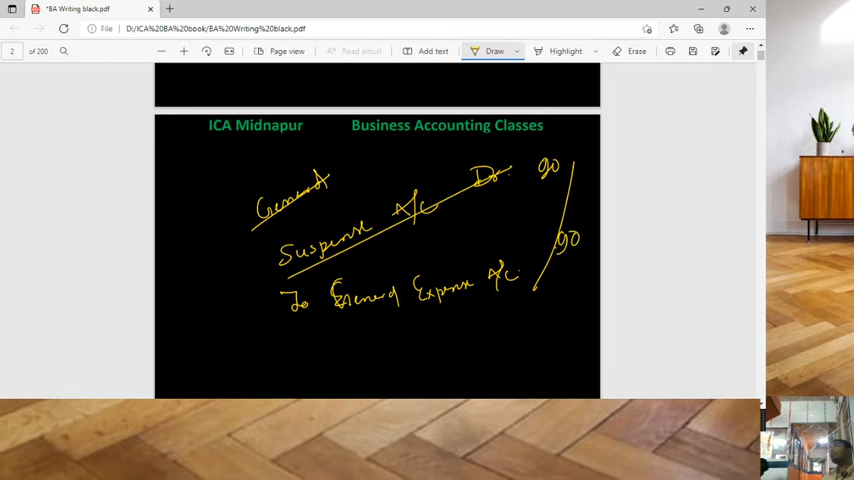 *BA Writing black.pdf
File D:/ICA%20BA%20book/BA%20Writing%20black.pdf
2 of 200 Page view Read aloud Add text Draw Highlight Erase
ICA Midnapur Business Accounting Classes
General
Suspense A/c Dr. 90
To General Expense A/c 90